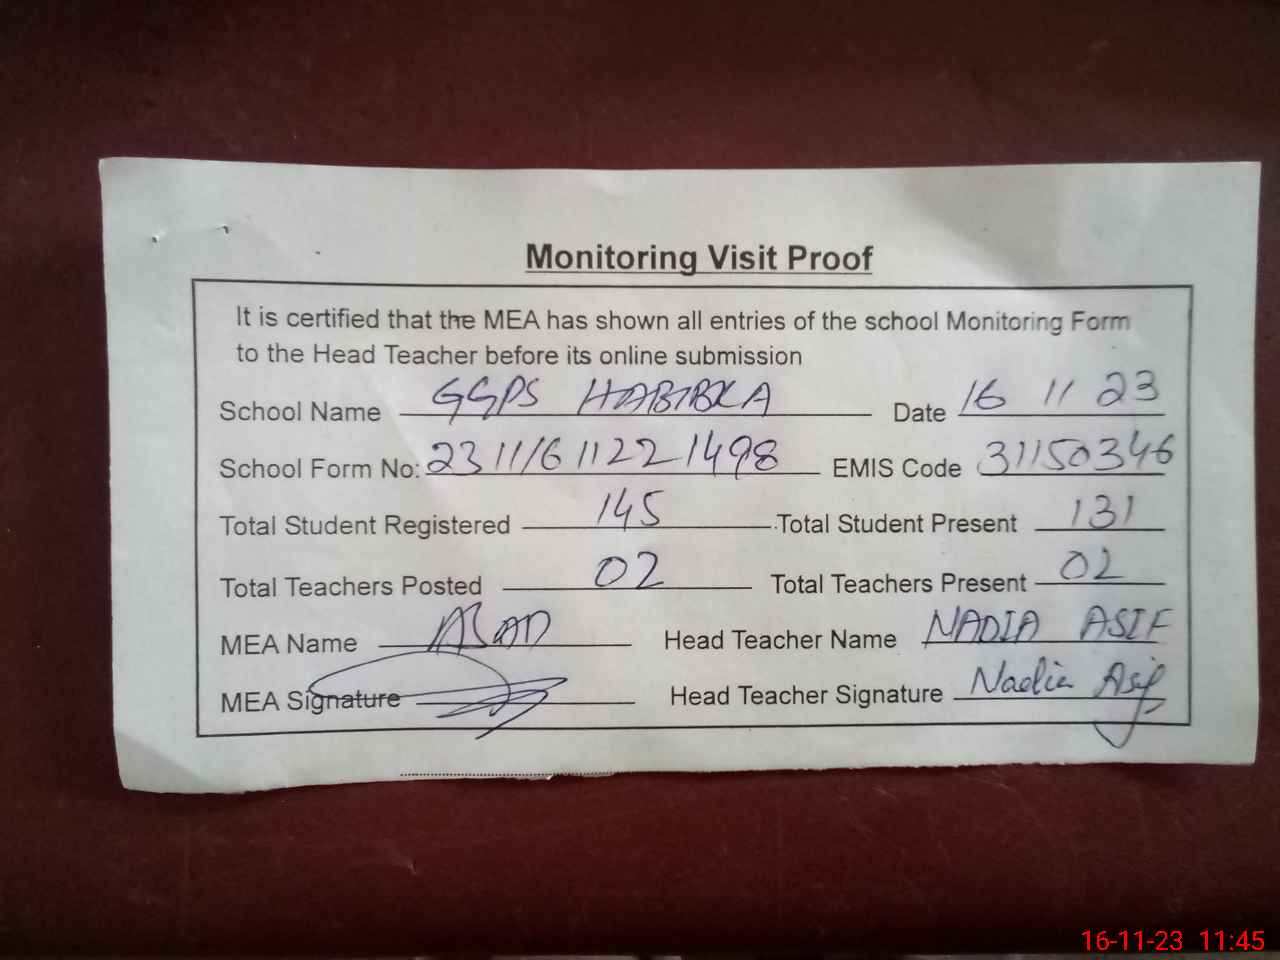 Monitoring Visit Proof
It is certified that the MEA has shown all entries of the school Monitoring Form
to the Head Teacher before its online submission
School Name GGPS HABIBKA Date 16 11 23
School Form No: 2311161122 1498 EMIS Code 31150346
Total Student Registered 145 Total Student Present 131
Total Teachers Posted 02 Total Teachers Present 02
MEA Name Head Teacher Name NADIA ASIF
MEA Signature Head Teacher Signature Nadia Asif
16-11-23 11:45